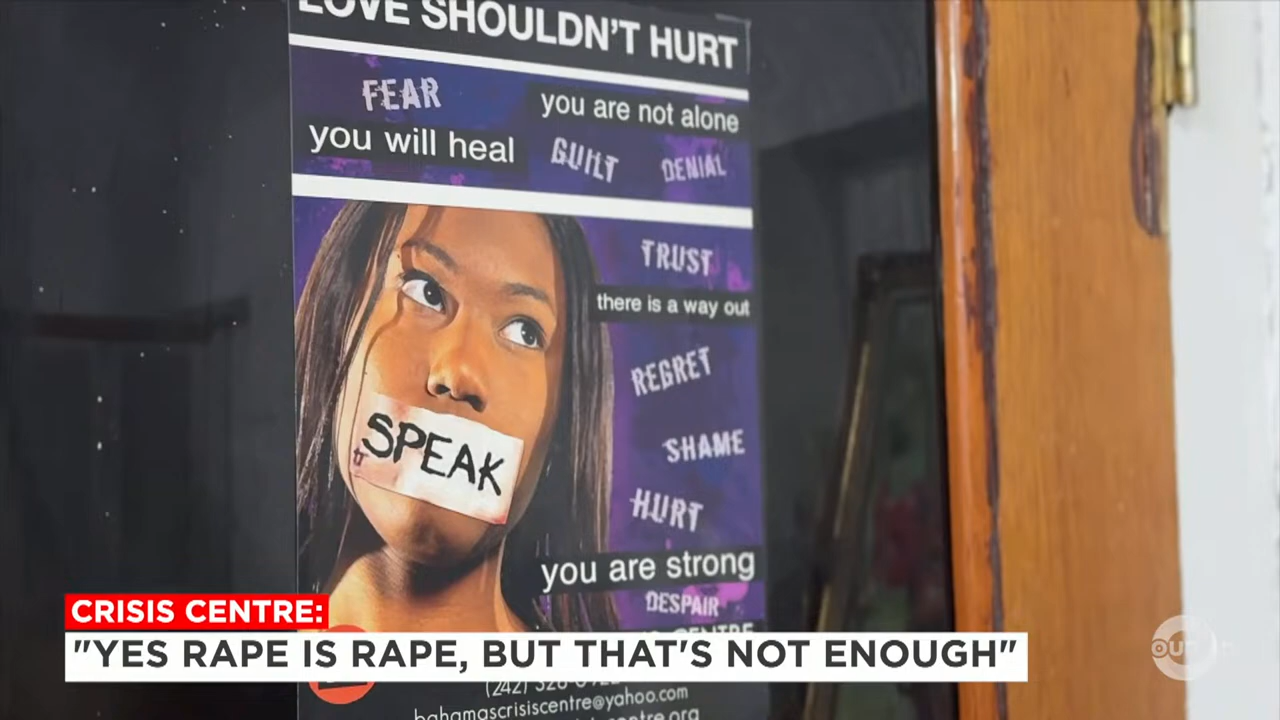 LOVE SHOULDN'T HURT
FEAR
you are not alone
you will heal
GUILT
DENIAL
TRUST
there is a way out
REGRET
SHAME
SPEAK
HURT
you are strong
DESPAIR
CRISIS CENTRE:
"YES RAPE IS RAPE, BUT THAT'S NOT ENOUGH"
(242)
bahamascrisiscentre@yahoo.com
OUR